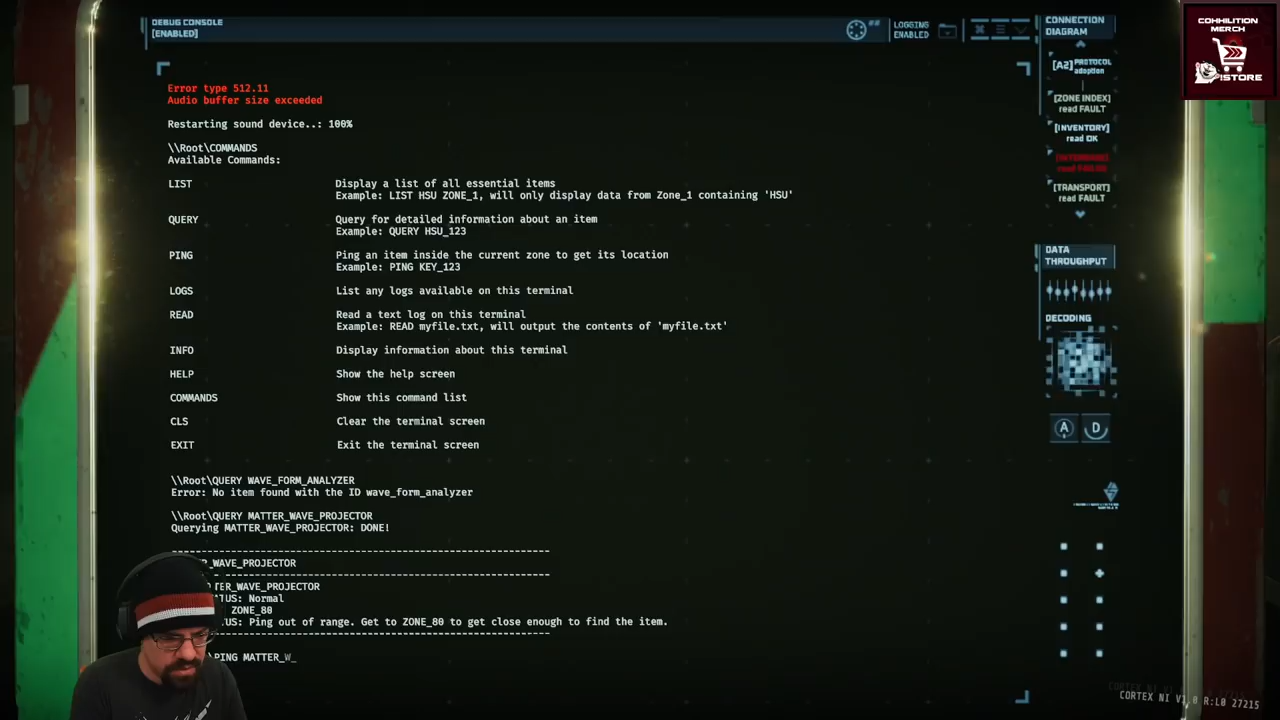 DEBUG CONSOLE
[ENABLED]
LOGGING
ENABLED
CONNECTION
DIAGRAM
COHHILITION
MERCH
!STORE
[A2] PROTOCOL
adoption
[ZONE INDEX]
read FAULT
[INVENTORY]
read OK
read FAILED
[TRANSPORT]
read FAULT
DATA
THROUGHPUT
DECODING
A D
Error type 512.11
Audio buffer size exceeded
Restarting sound device..: 100%
\\Root\COMMANDS
Available Commands:
LIST Display a list of all essential items
Example: LIST HSU ZONE_1, will only display data from Zone_1 containing 'HSU'
QUERY Query for detailed information about an item
Example: QUERY HSU_123
PING Ping an item inside the current zone to get its location
Example: PING KEY_123
LOGS List any logs available on this terminal
READ Read a text log on this terminal
Example: READ myfile.txt, will output the contents of 'myfile.txt'
INFO Display information about this terminal
HELP Show the help screen
COMMANDS Show this command list
CLS Clear the terminal screen
EXIT Exit the terminal screen
\\Root\QUERY WAVE_FORM_ANALYZER
Error: No item found with the ID wave_form_analyzer
\\Root\QUERY MATTER_WAVE_PROJECTOR
Querying MATTER_WAVE_PROJECTOR: DONE!
----------------------------------------------------------------
R_WAVE_PROJECTOR
----------------------------------------------------------------
TER_WAVE_PROJECTOR
TUS: Normal
ZONE_80
TUS: Ping out of range. Get to ZONE_80 to get close enough to find the item.
----------------------------------------------------------------
\PING MATTER_W_
CORTEX NI V1.0 R:L0 27215